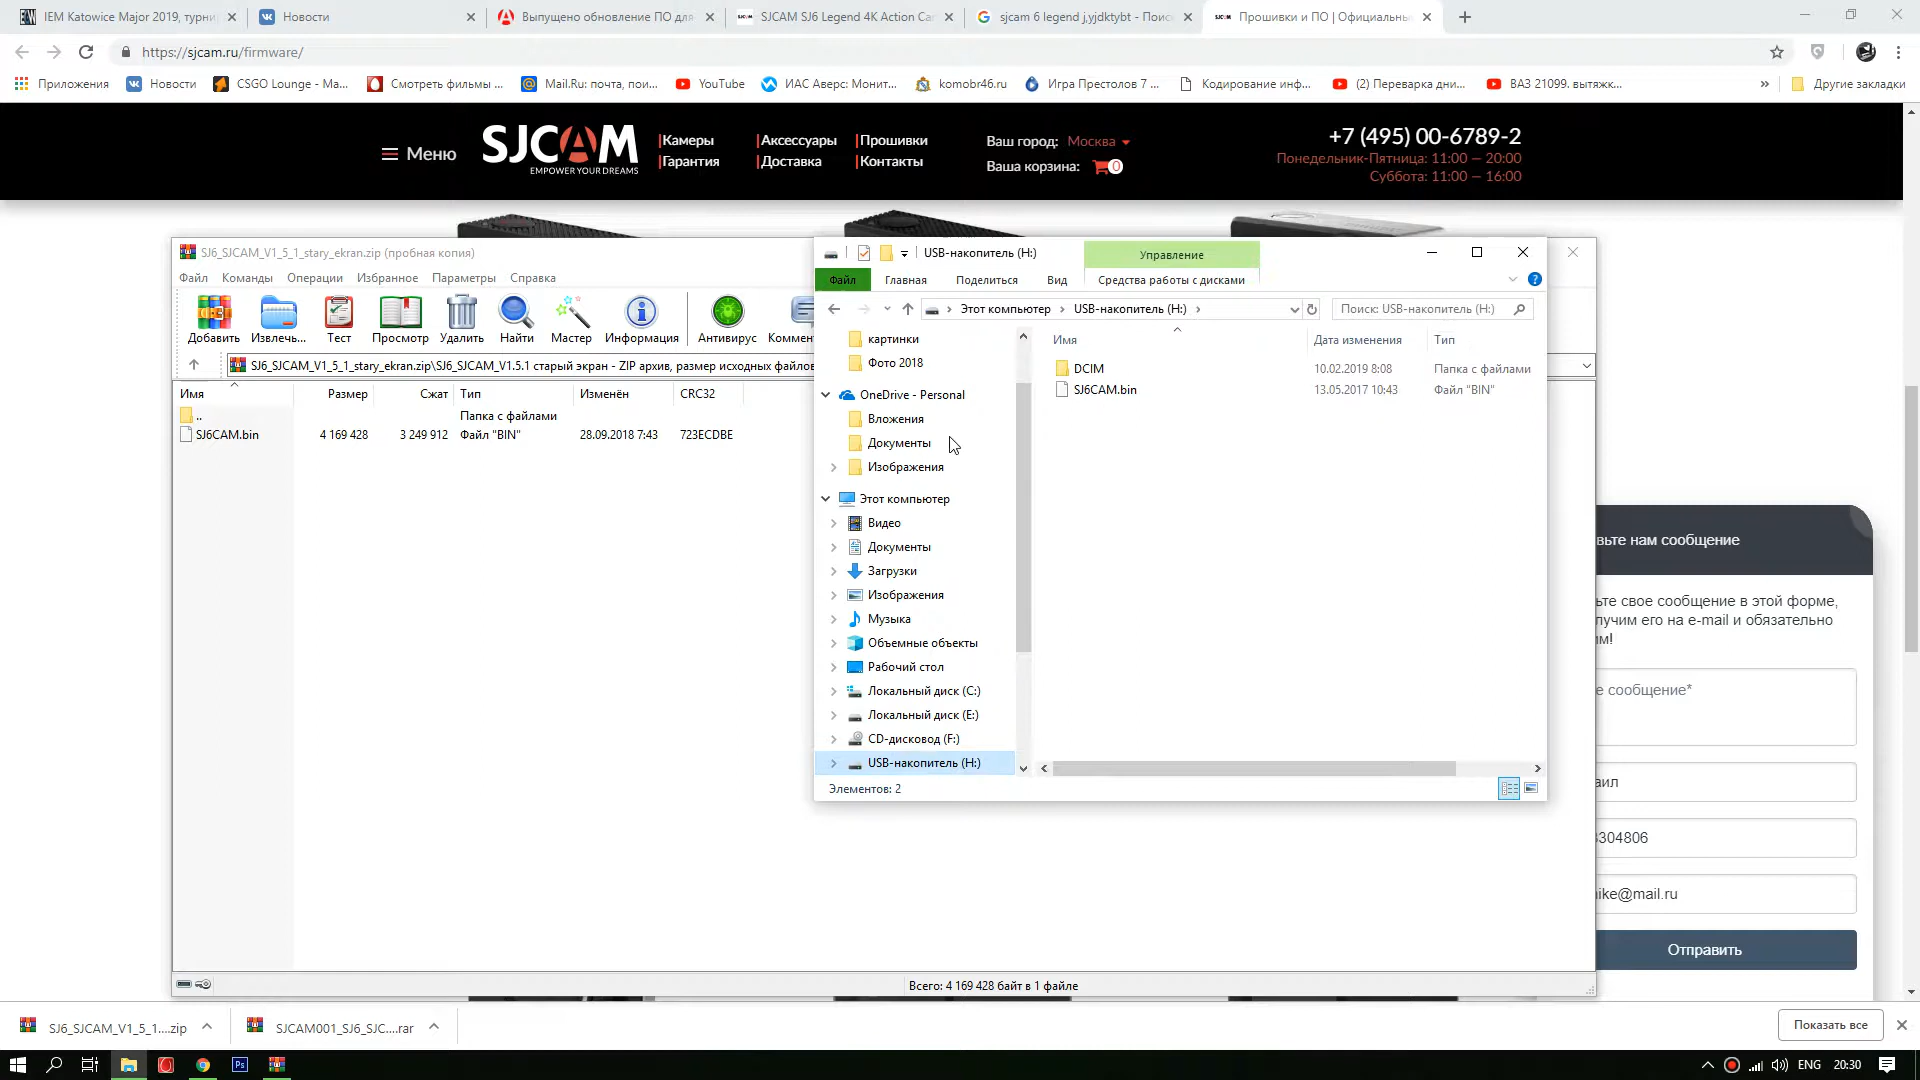 IEM Katowice Major 2019, турни
Новости
Выпущено обновление ПО для
SJCAM SJ6 Legend 4K Action Car
sjcam 6 legend j,yjdktybt - Поис
Прошивки и ПО | Официальны
https://sjcam.ru/firmware/
Приложения
Новости
CSGO Lounge - Ma...
Смотреть фильмы ...
Mail.Ru: почта, пои...
YouTube
ИАС Аверс: Монит...
komobr46.ru
Игра Престолов 7 ...
Кодирование инф...
(2) Переварка дни...
ВАЗ 21099. вытяжк...
»
Другие закладки
Меню
SJCAM
EMPOWER YOUR DREAMS
Камеры
Гарантия
Аксессуары
Доставка
Прошивки
Контакты
Ваш город: Москва
Ваша корзина: 0
+7 (495) 00-6789-2
Понедельник-Пятница: 11:00 — 20:00
Суббота: 11:00 — 16:00
SJ6_SJCAM_V1_5_1_stary_ekran.zip (пробная копия)
Файл Команды Операции Избранное Параметры Справка
Добавить Извлечь... Тест Просмотр Удалить Найти Мастер Информация Антивирус Коммен
SJ6_SJCAM_V1_5_1_stary_ekran.zip\SJ6_SJCAM_V1.5.1 старый экран - ZIP архив, размер исходных файлов
Имя Размер Сжат Тип Изменён CRC32
.. Папка с файлами
SJ6CAM.bin 4 169 428 3 249 912 Файл "BIN" 28.09.2018 7:43 723ECDBE
Всего: 4 169 428 байт в 1 файле
USB-накопитель (H:)
Управление
Файл Главная Поделиться Вид Средства работы с дисками
Этот компьютер › USB-накопитель (H:) ›
Поиск: USB-накопитель (H:)
картинки
Фото 2018
OneDrive - Personal
Вложения
Документы
Изображения
Этот компьютер
Видео
Документы
Загрузки
Изображения
Музыка
Объемные объекты
Рабочий стол
Локальный диск (C:)
Локальный диск (E:)
CD-дисковод (F:)
USB-накопитель (H:)
Имя Дата изменения Тип
DCIM 10.02.2019 8:08 Папка с файлами
SJ6CAM.bin 13.05.2017 10:43 Файл "BIN"
Элементов: 2
вьте нам сообщение
ьте свое сообщение в этой форме,
лучим его на e-mail и обязательно
им!
е сообщение*
аил
3304806
ike@mail.ru
Отправить
SJ6_SJCAM_V1_5_1....zip
SJCAM001_SJ6_SJC....rar
Показать все
Ps
ENG
20:30